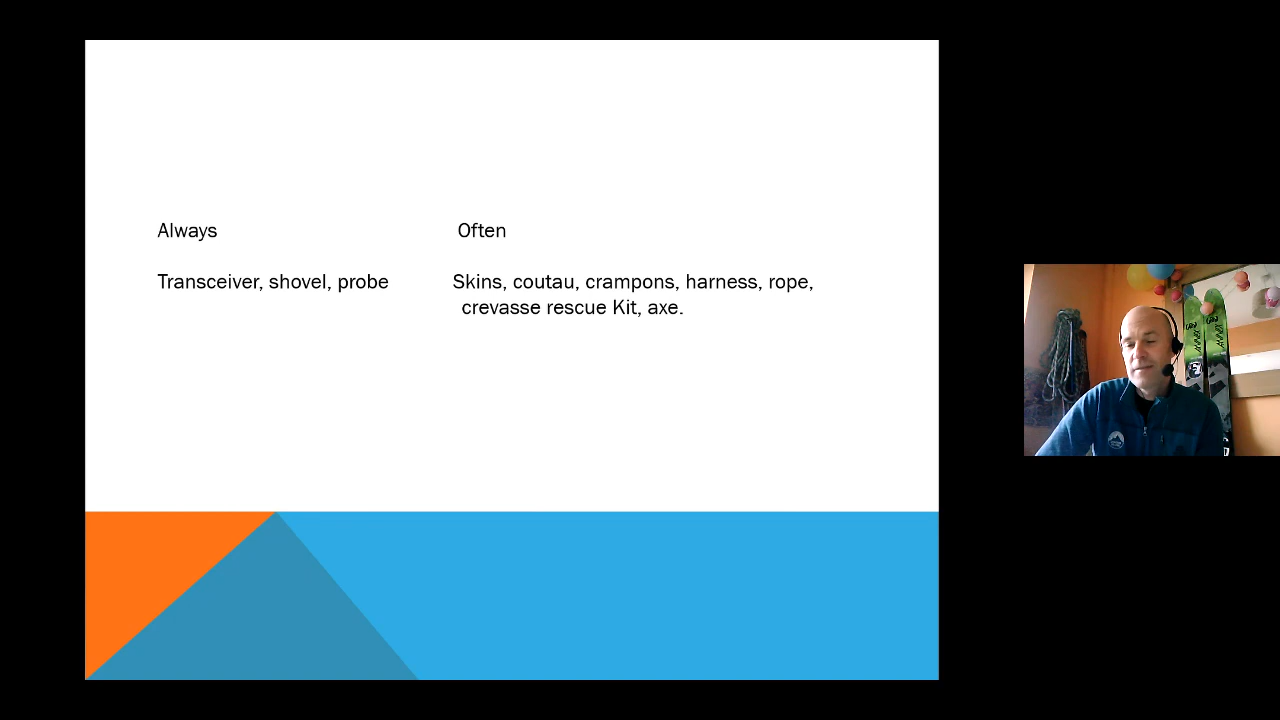 Always
Often
Transceiver, shovel, probe
Skins, coutau, crampons, harness, rope,
crevasse rescue Kit, axe.